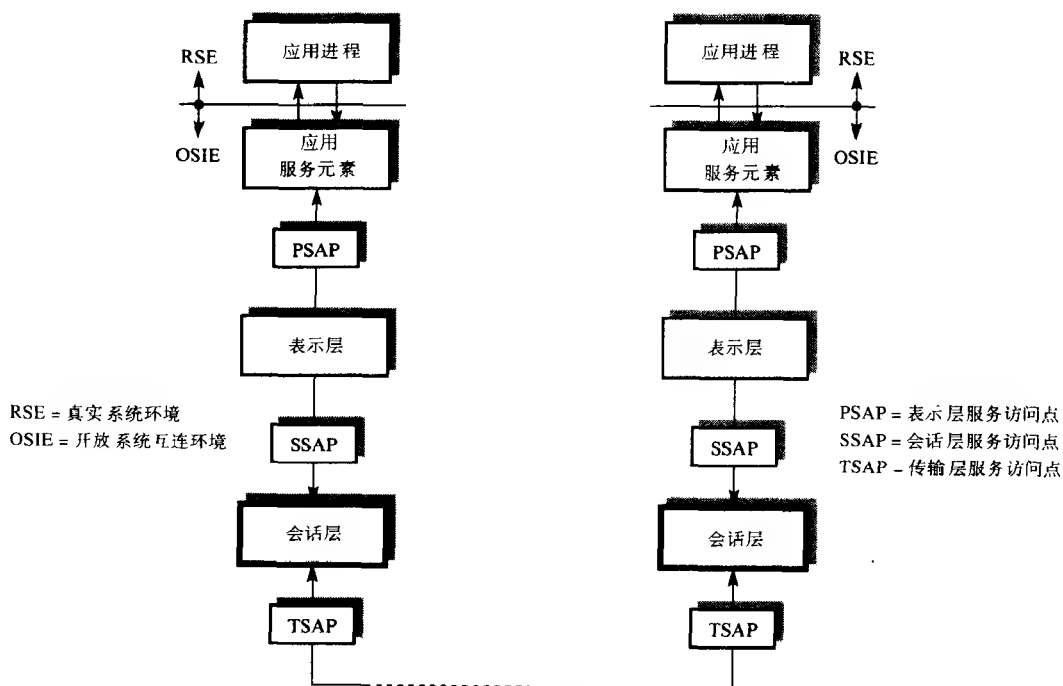 应用进程
RSE
OSIE
应用
服务元素
PSAP
表示层
RSE = 真实系统环境
OSIE = 开放系统互连环境
SSAP
会话层
TSAP
应用进程
RSE
OSIE
应用
服务元素
PSAP
表示层
PSAP = 表示层服务访问点
SSAP = 会话层服务访问点
TSAP – 传输层服务访问点
SSAP
会话层
TSAP